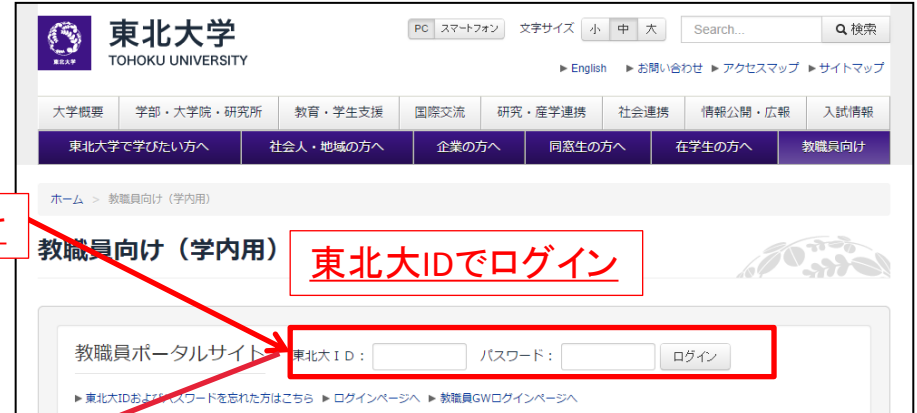 東北大学
TOHOKU UNIVERSITY
東北大学
PC スマートフォン 文字サイズ 小 中 大 Search... 検索
▶ English ▶ お問い合わせ ▶ アクセスマップ ▶ サイトマップ
大学概要 学部・大学院・研究所 教育・学生支援 国際交流 研究・産学連携 社会連携 情報公開・広報 入試情報
東北大学で学びたい方へ 社会人・地域の方へ 企業の方へ 同窓生の方へ 在学生の方へ 教職員向け
ホーム > 教職員向け（学内用）
教職員向け（学内用）
東北大IDでログイン
教職員ポータルサイト 東北大ＩＤ： パスワード： ログイン
▶ 東北大IDおよびパスワードを忘れた方はこちら ▶ ログインページへ ▶ 教職員GWログインページへ